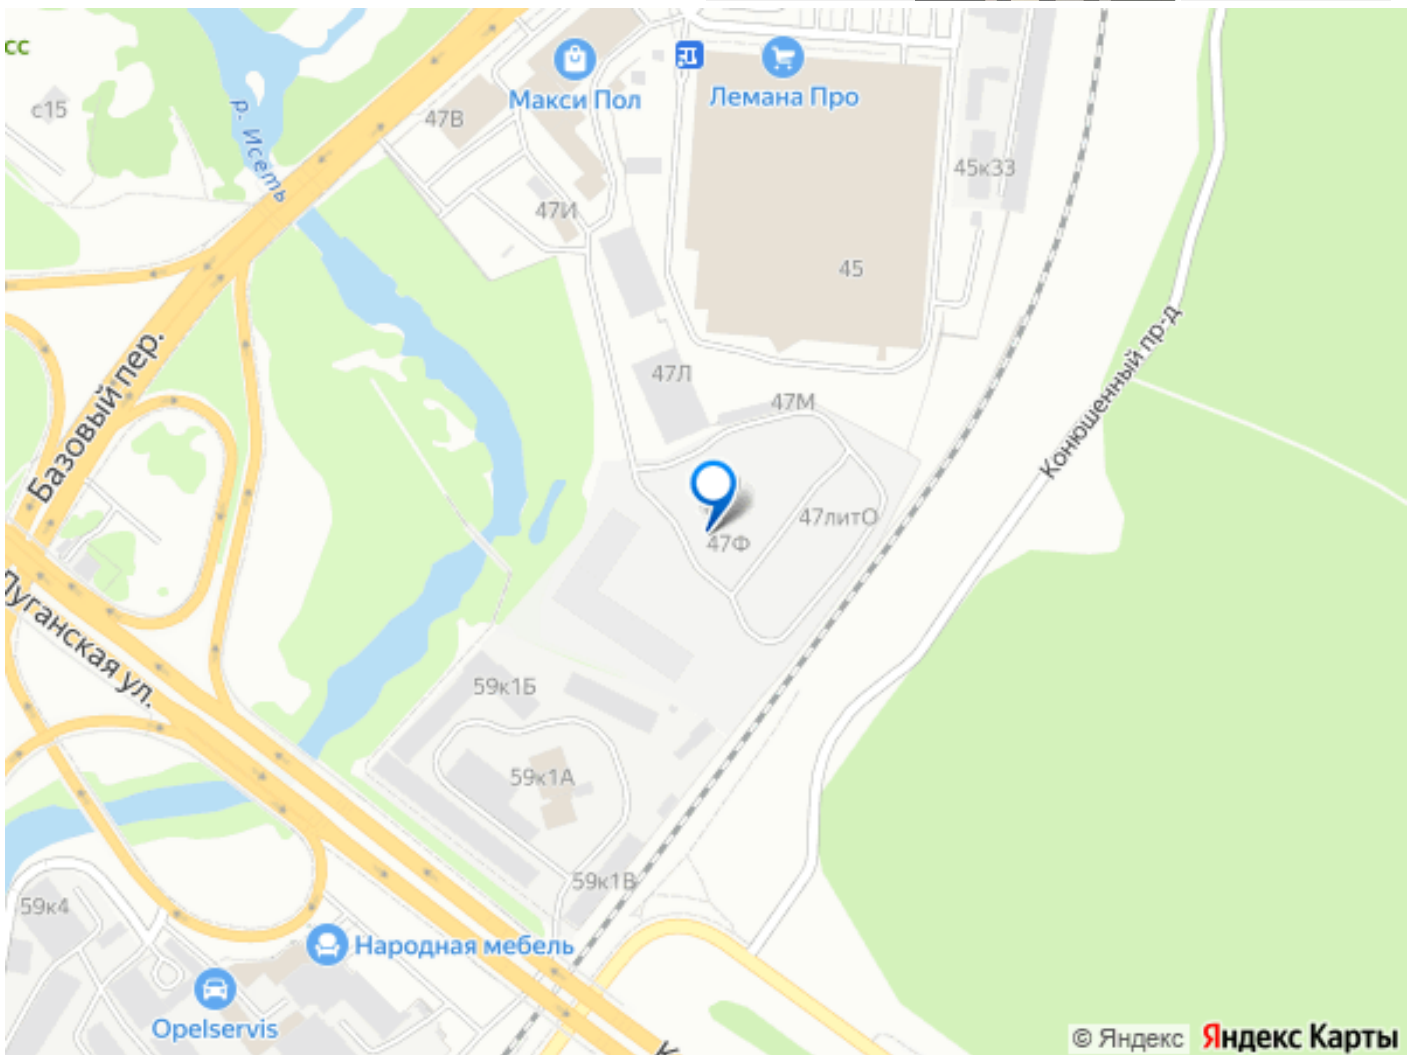 сс
с15
р. Исеть
47В
Макси Пол
Лемана Про
45к33
47И
45
Базовый пер.
47Л
47М
Конюшенный пр-д
47литО
47Ф
Луганская ул.
59к1Б
59к1А
59к1В
59к4
Народная мебель
Opelservis
© Яндекс
Яндекс Карты